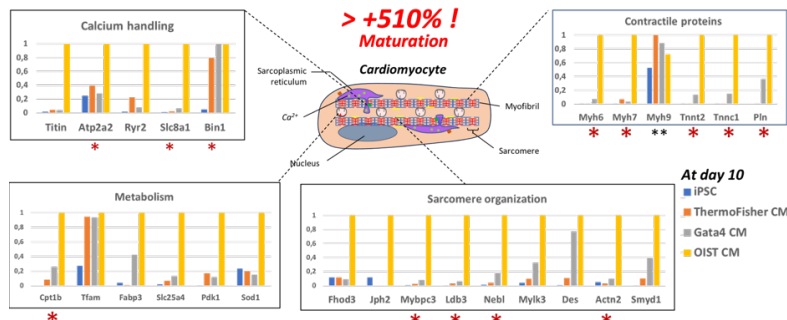 > +510% !
Maturation
Calcium handling
1
0,8
0,6
0,4
0,2
0
Titin Atp2a2 Ryr2 Slc8a1 Bin1
* * *
Cardiomyocyte
Sarcoplasmic
reticulum
Ca²⁺
Nucleus
Myofibril
Sarcomere
Contractile proteins
1
0,8
0,6
0,4
0,2
0
Myh6 Myh7 Myh9 Tnnt2 Tnnc1 Pln
* * ** * * *
Metabolism
1
0,8
0,6
0,4
0,2
0
Cpt1b Tfam Fabp3 Slc25a4 Pdk1 Sod1
*
Sarcomere organization
1
0,8
0,6
0,4
0,2
0
Fhod3 Jph2 Mybpc3 Ldb3 Nebl Mylk3 Des Actn2 Smyd1
* * * *
At day 10
iPSC
ThermoFisher CM
Gata4 CM
OIST CM